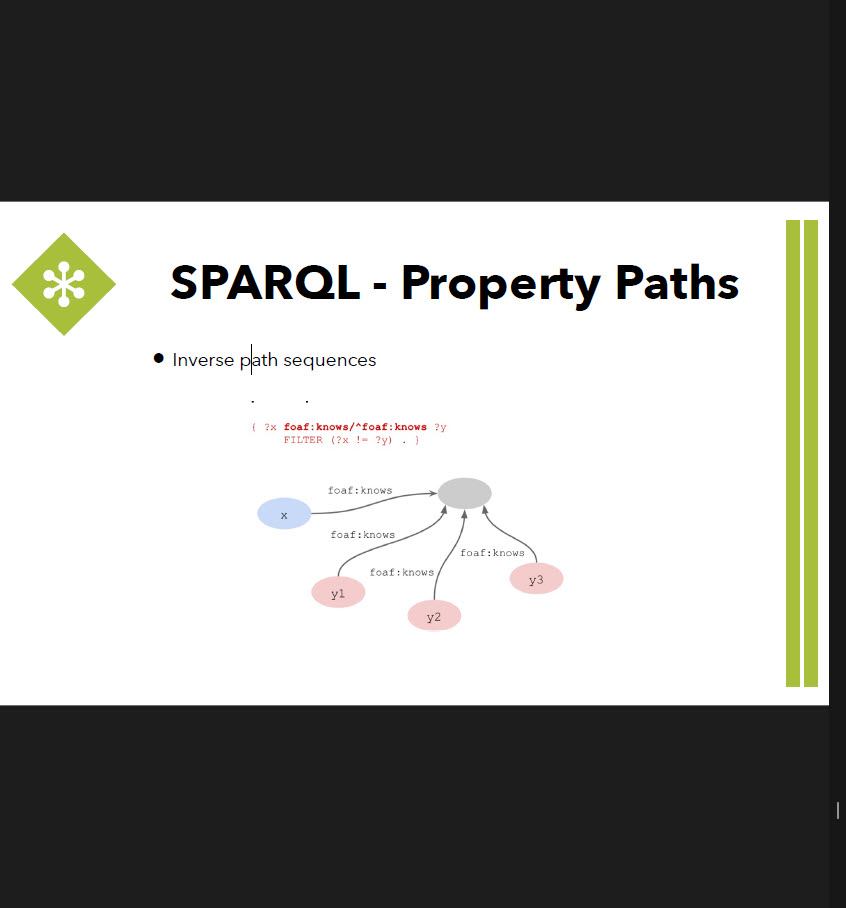 SPARQL - Property Paths
● Inverse path sequences
{ ?x foaf:knows/^foaf:knows ?y
FILTER (?x != ?y) . }
foaf:knows
x
foaf:knows
foaf:knows
foaf:knows
y1
y2
y3